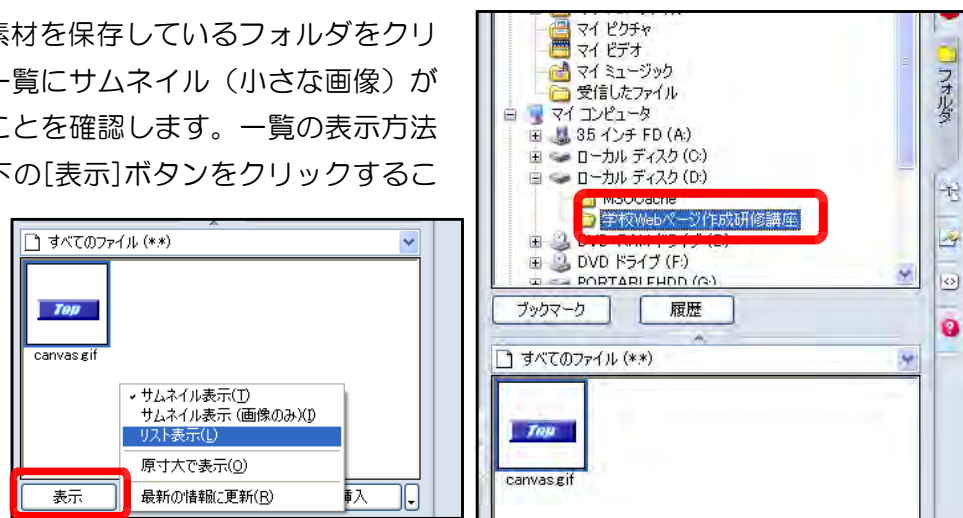 素材を保存しているフォルダをクリ
一覧にサムネイル（小さな画像）が
ことを確認します。一覧の表示方法
下の[表示]ボタンをクリックするこ
すべてのファイル (*.*)
Top
canvas.gif
サムネイル表示(T)
サムネイル表示 (画像のみ)(I)
リスト表示(L)
原寸大で表示(O)
最新の情報に更新(R)
表示
挿入
マイ ピクチャ
マイ ビデオ
マイ ミュージック
受信したファイル
マイ コンピュータ
3.5 インチ FD (A:)
ローカル ディスク (C:)
ローカル ディスク (D:)
MSOCache
学校Webページ作成研修講座
DVD-RAM ドライブ (E:)
DVD ドライブ (F:)
PORTABLEHDD (G:)
ブックマーク
履歴
すべてのファイル (*.*)
Top
canvas.gif
フォルダ